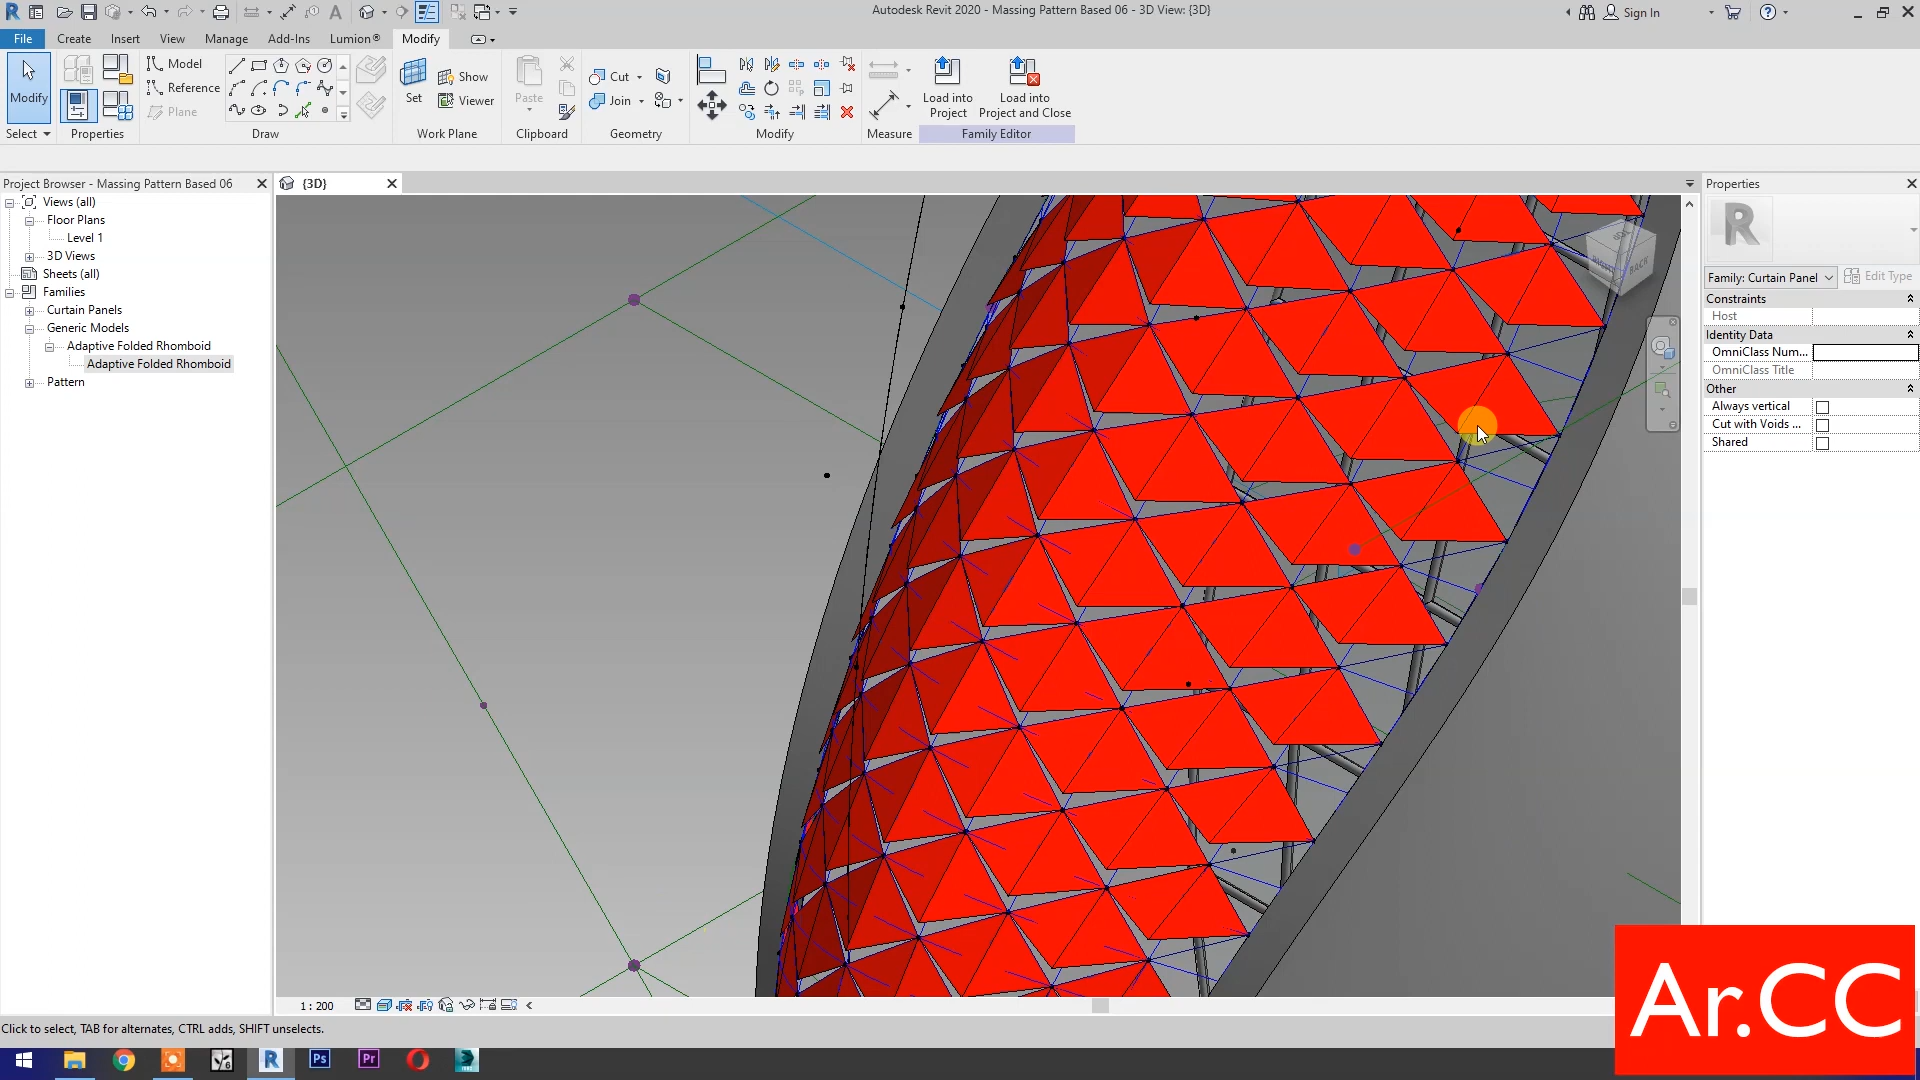 Autodesk Revit 2020 - Massing Pattern Based 06 - 3D View: {3D}
Sign In
File Create Insert View Manage Add-Ins Lumion® Modify
Modify
Select
Properties
Model
Reference
Plane
Draw
Set
Show
Viewer
Work Plane
Paste
Clipboard
Cut
Join
Geometry
Modify
Measure
Load into
Project
Load into
Project and Close
Family Editor
Project Browser - Massing Pattern Based 06
{3D}
Properties
Views (all)
Floor Plans
Level 1
3D Views
Sheets (all)
Families
Curtain Panels
Generic Models
Adaptive Folded Rhomboid
Adaptive Folded Rhomboid
Pattern
Family: Curtain Panel
Edit Type
Constraints
Host
Identity Data
OmniClass Num...
OmniClass Title
Other
Always vertical
Cut with Voids ...
Shared
BACK
1 : 200
Click to select, TAB for alternates, CTRL adds, SHIFT unselects.
Ps Pr
Ar.CC